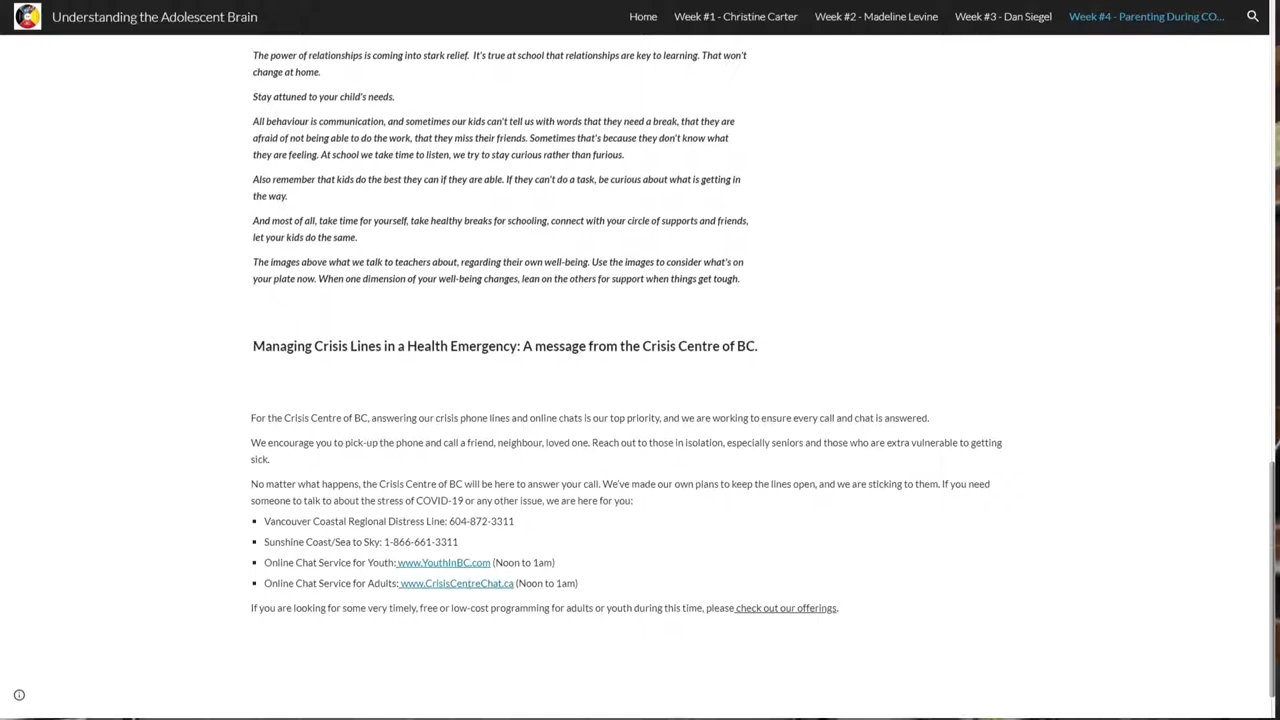 Understanding the Adolescent Brain
Home Week #1 - Christine Carter Week #2 - Madeline Levine Week #3 - Dan Siegel Week #4 - Parenting During CO...
The power of relationships is coming into stark relief. It's true at school that relationships are key to learning. That won't
change at home.
Stay attuned to your child's needs.
All behaviour is communication, and sometimes our kids can't tell us with words that they need a break, that they are
afraid of not being able to do the work, that they miss their friends. Sometimes that's because they don't know what
they are feeling. At school we take time to listen, we try to stay curious rather than furious.
Also remember that kids do the best they can if they are able. If they can't do a task, be curious about what is getting in
the way.
And most of all, take time for yourself, take healthy breaks for schooling, connect with your circle of supports and friends,
let your kids do the same.
The images above what we talk to teachers about, regarding their own well-being. Use the images to consider what's on
your plate now. When one dimension of your well-being changes, lean on the others for support when things get tough.
Managing Crisis Lines in a Health Emergency: A message from the Crisis Centre of BC.
For the Crisis Centre of BC, answering our crisis phone lines and online chats is our top priority, and we are working to ensure every call and chat is answered.
We encourage you to pick-up the phone and call a friend, neighbour, loved one. Reach out to those in isolation, especially seniors and those who are extra vulnerable to getting
sick.
No matter what happens, the Crisis Centre of BC will be here to answer your call. We've made our own plans to keep the lines open, and we are sticking to them. If you need
someone to talk to about the stress of COVID-19 or any other issue, we are here for you:
▪ Vancouver Coastal Regional Distress Line: 604-872-3311
▪ Sunshine Coast/Sea to Sky: 1-866-661-3311
▪ Online Chat Service for Youth: www.YouthInBC.com (Noon to 1am)
▪ Online Chat Service for Adults: www.CrisisCentreChat.ca (Noon to 1am)
If you are looking for some very timely, free or low-cost programming for adults or youth during this time, please check out our offerings.